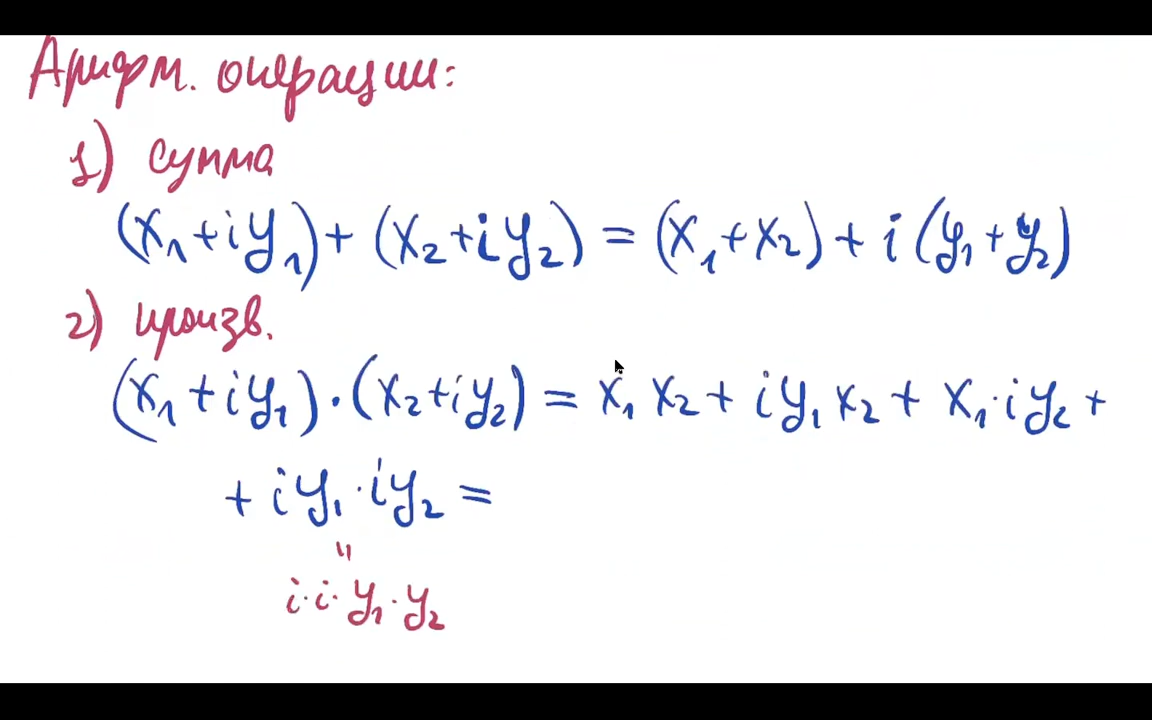 Арифм. операции:
1) сумма
(x₁+iy₁)+(x₂+iy₂)=(x₁+x₂)+i(y₁+y₂)
2) произв.
(x₁+iy₁)·(x₂+iy₂)=x₁x₂+iy₁x₂+x₁·iy₂+
+iy₁·iy₂=
"
i·i·y₁·y₂